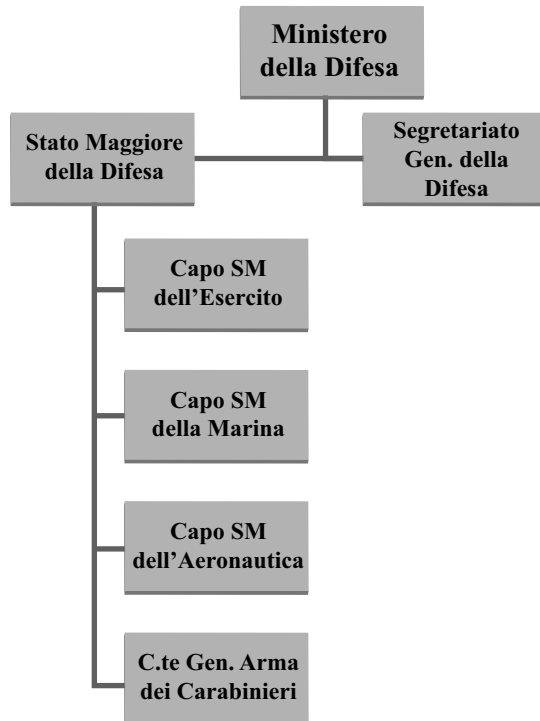 Ministero
della Difesa
Stato Maggiore
della Difesa
Segretariato
Gen. della
Difesa
Capo SM
dell’Esercito
Capo SM
della Marina
Capo SM
dell’Aeronautica
C.te Gen. Arma
dei Carabinieri